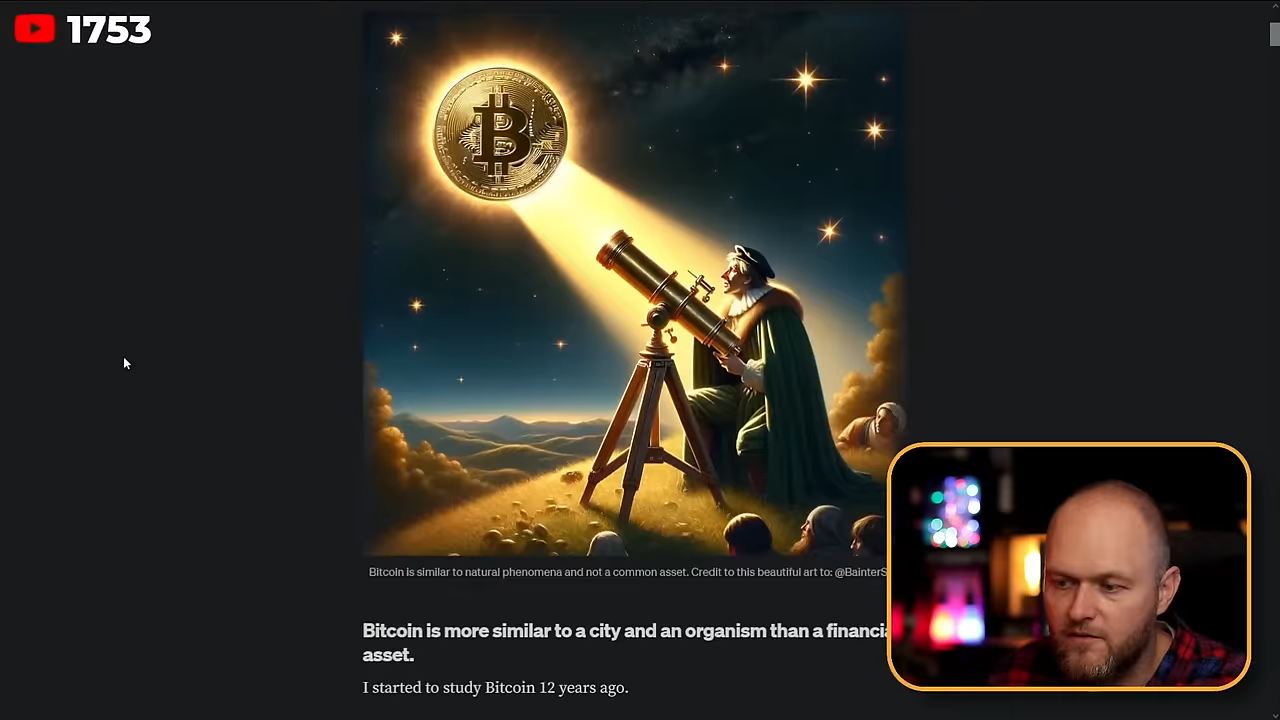 1753
Bitcoin is similar to natural phenomena and not a common asset. Credit to this beautiful art to: @BainterS
Bitcoin is more similar to a city and an organism than a financia
asset.
I started to study Bitcoin 12 years ago.